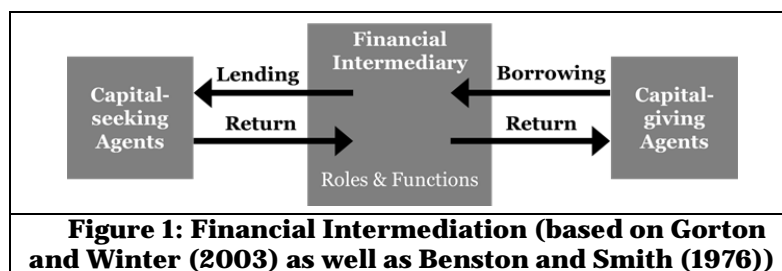 Financial
Intermediary
Lending
Borrowing
Capital-
seeking
Agents
Capital-
giving
Agents
Return
Return
Roles & Functions
Figure 1: Financial Intermediation (based on Gorton
and Winter (2003) as well as Benston and Smith (1976))